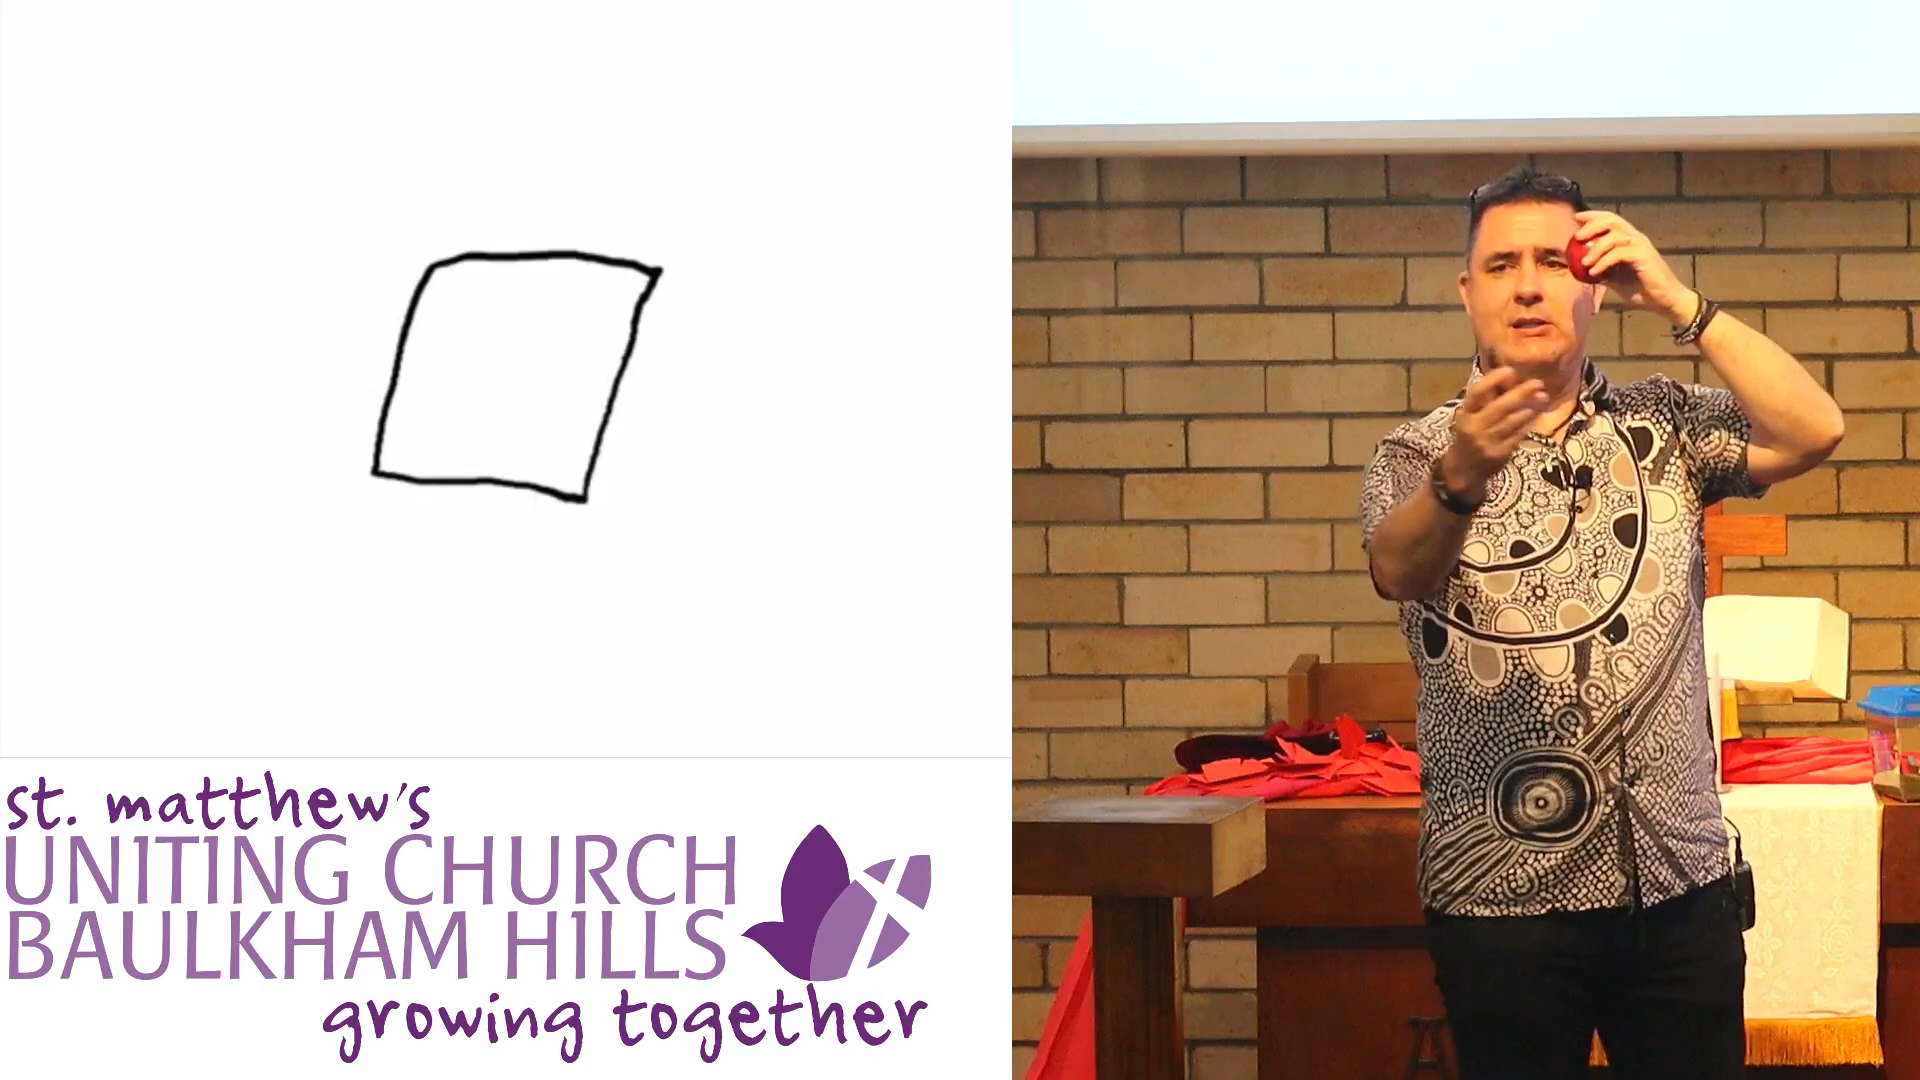 st. matthew's
UNITING CHURCH
BAULKHAM HILLS
growing together